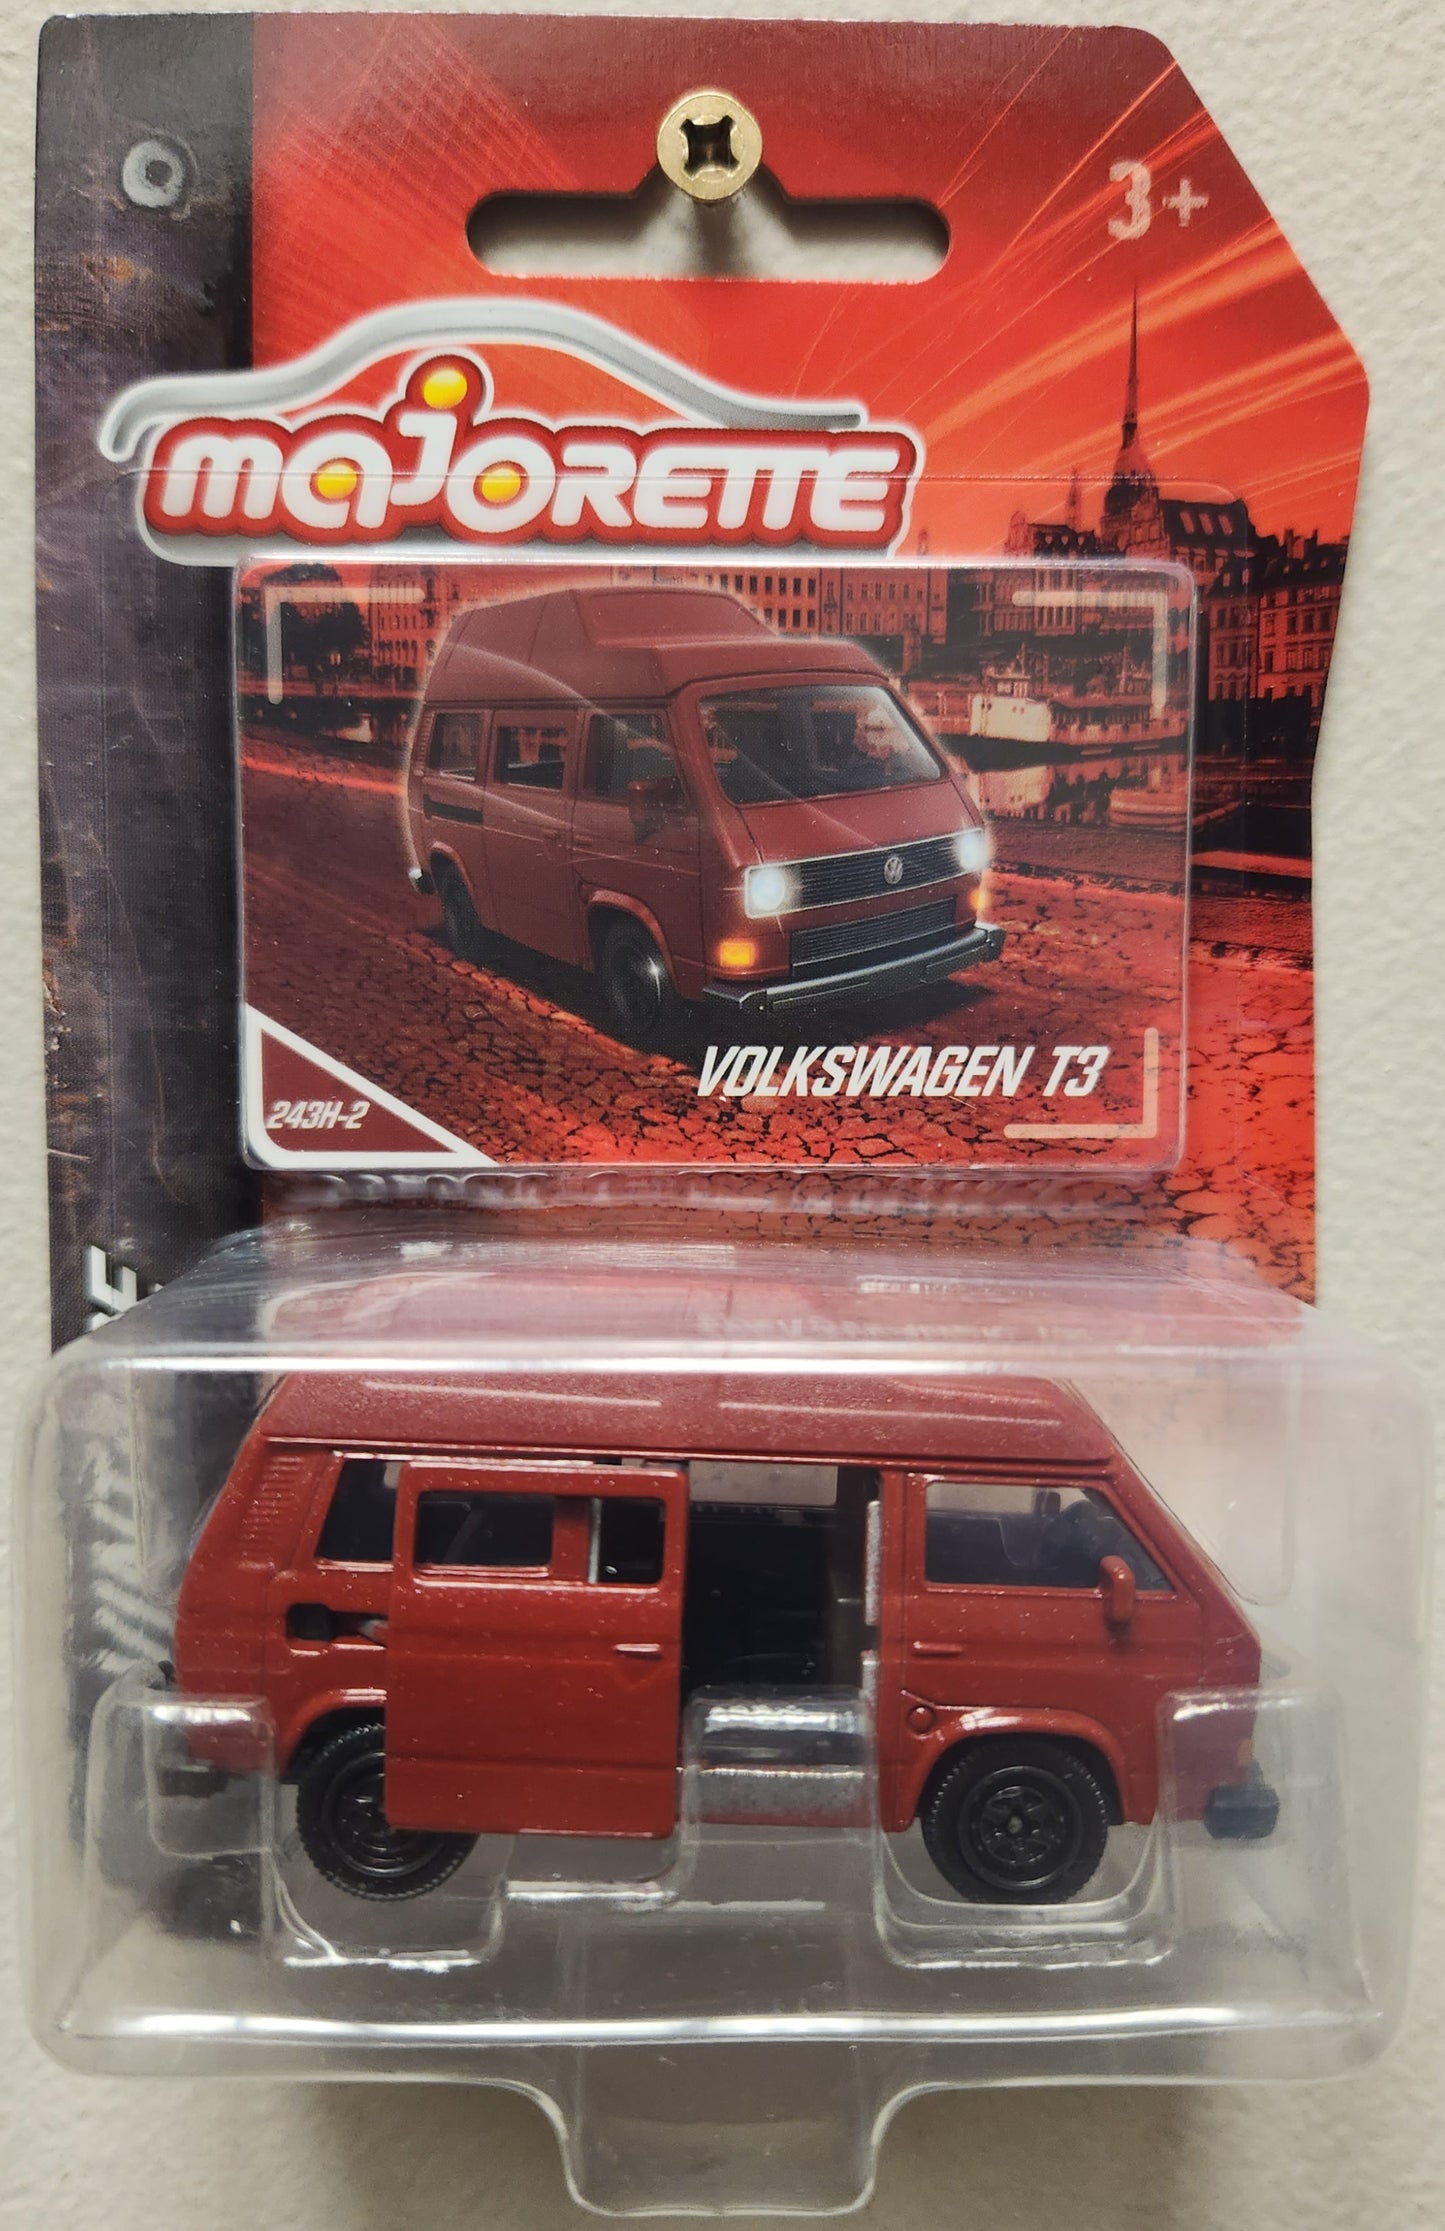 3+
majorette
VOLKSWAGEN T3
243H-2